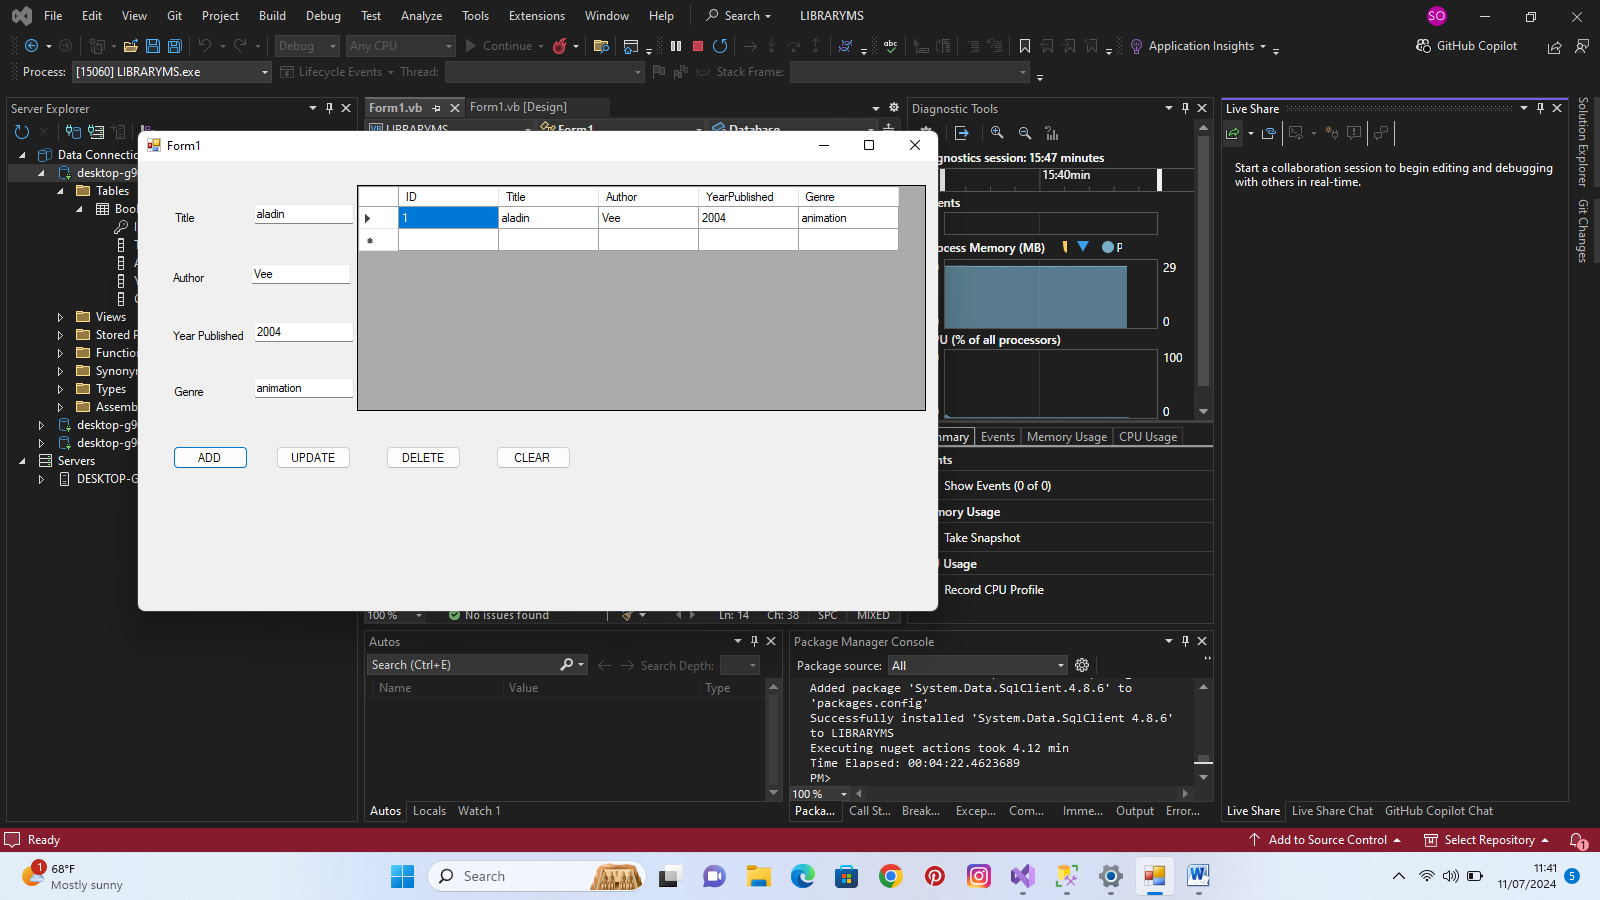 File Edit View Git Project Build Debug Test Analyze Tools Extensions Window Help Search LIBRARYMS SO
Debug Any CPU Continue Application Insights GitHub Copilot
Process: [15060] LIBRARYMS.exe Lifecycle Events Thread: Stack Frame:
Server Explorer
Data Connectio
desktop-g9
Tables
Boo
Views
Stored P
Function
Synonyn
Types
Assemb
desktop-g9
desktop-g9
Servers
DESKTOP-G
Form1.vb Form1.vb [Design]
LIBRARYMS Form1 Database
Form1
ID Title Author YearPublished Genre
1 aladin Vee 2004 animation
Title aladin
Author Vee
Year Published 2004
Genre animation
ADD UPDATE DELETE CLEAR
100 % No issues found Ln: 14 Ch: 38 SPC MIXED
Diagnostic Tools
gnostics session: 15:47 minutes
15:40min
ents
ocess Memory (MB) P
29
0
U (% of all processors)
100
0
mmary Events Memory Usage CPU Usage
nts
Show Events (0 of 0)
mory Usage
Take Snapshot
Usage
Record CPU Profile
Live Share
Start a collaboration session to begin editing and debugging
with others in real-time.
Solution Explorer
Git Changes
Autos
Search (Ctrl+E) Search Depth:
Name Value Type
Autos Locals Watch 1
Package Manager Console
Package source: All
Added package 'System.Data.SqlClient.4.8.6' to
'packages.config'
Successfully installed 'System.Data.SqlClient 4.8.6'
to LIBRARYMS
Executing nuget actions took 4.12 min
Time Elapsed: 00:04:22.4623689
PM>
100 %
Packa... Call St... Break... Excep... Com... Imme... Output Error...
Live Share Live Share Chat GitHub Copilot Chat
Ready Add to Source Control Select Repository 1
1 68°F
Mostly sunny
Search
11:41
11/07/2024 5